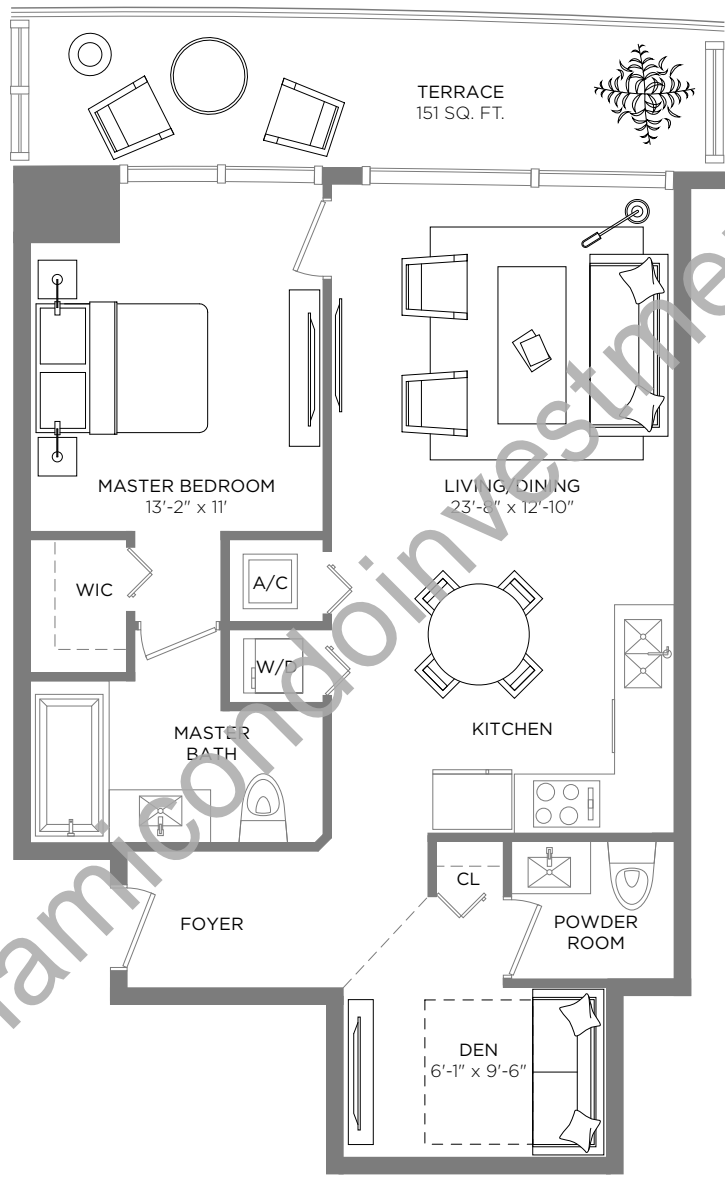 TERRACE
151 SQ. FT.
MASTER BEDROOM
13'-2" x 11'
LIVING/DINING
23'-8" x 12'-10"
WIC
A/C
W/D
MASTER
BATH
KITCHEN
CL
FOYER
POWDER
ROOM
DEN
6'-1" x 9'-6"
amicondoinvestme